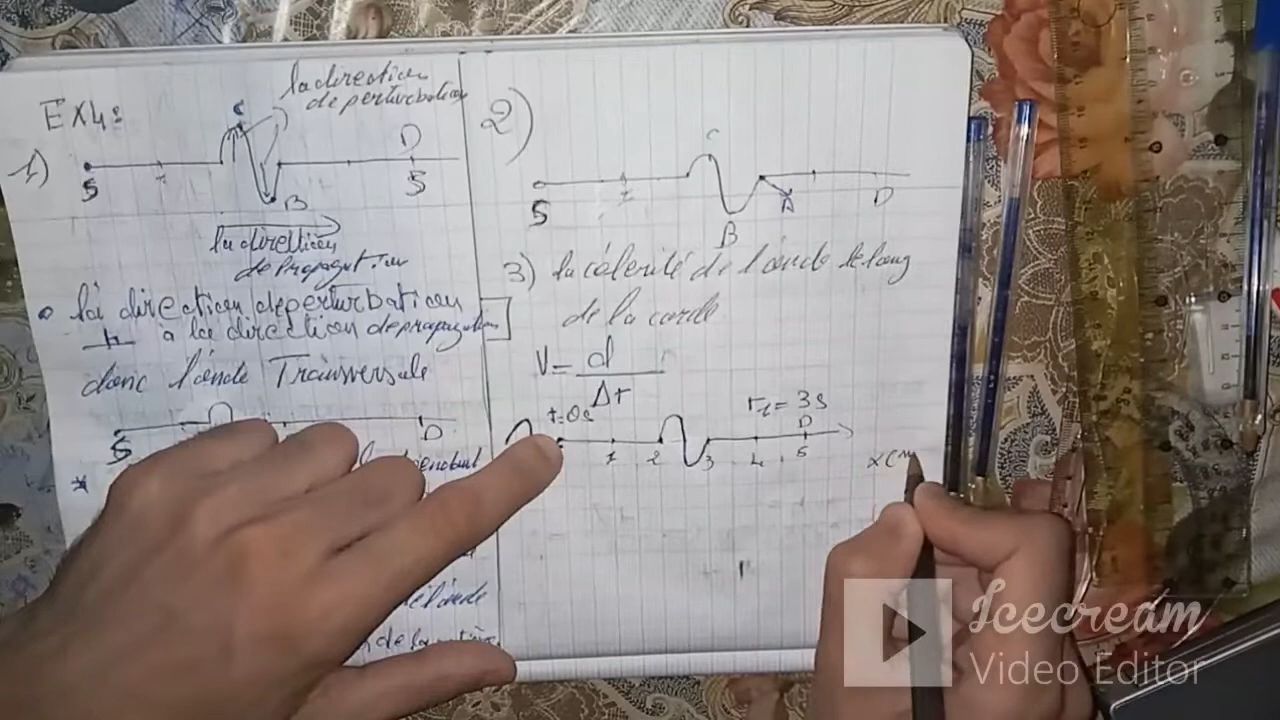 EX4:
la direction
de perturbation
1)
C
D
S
1
S
B
la direction
de Propagation
la direction de perturbation
à la direction de propagation
donc l'onde Transversale
S
D
de l'onde
2)
C
S
1
A
D
B
3) la célérité de l'onde le long
de la corde
V = d
Δt
t=0s
t1 = 3s
D
1 2 3 4 5
x(m
Icecream
Video Editor